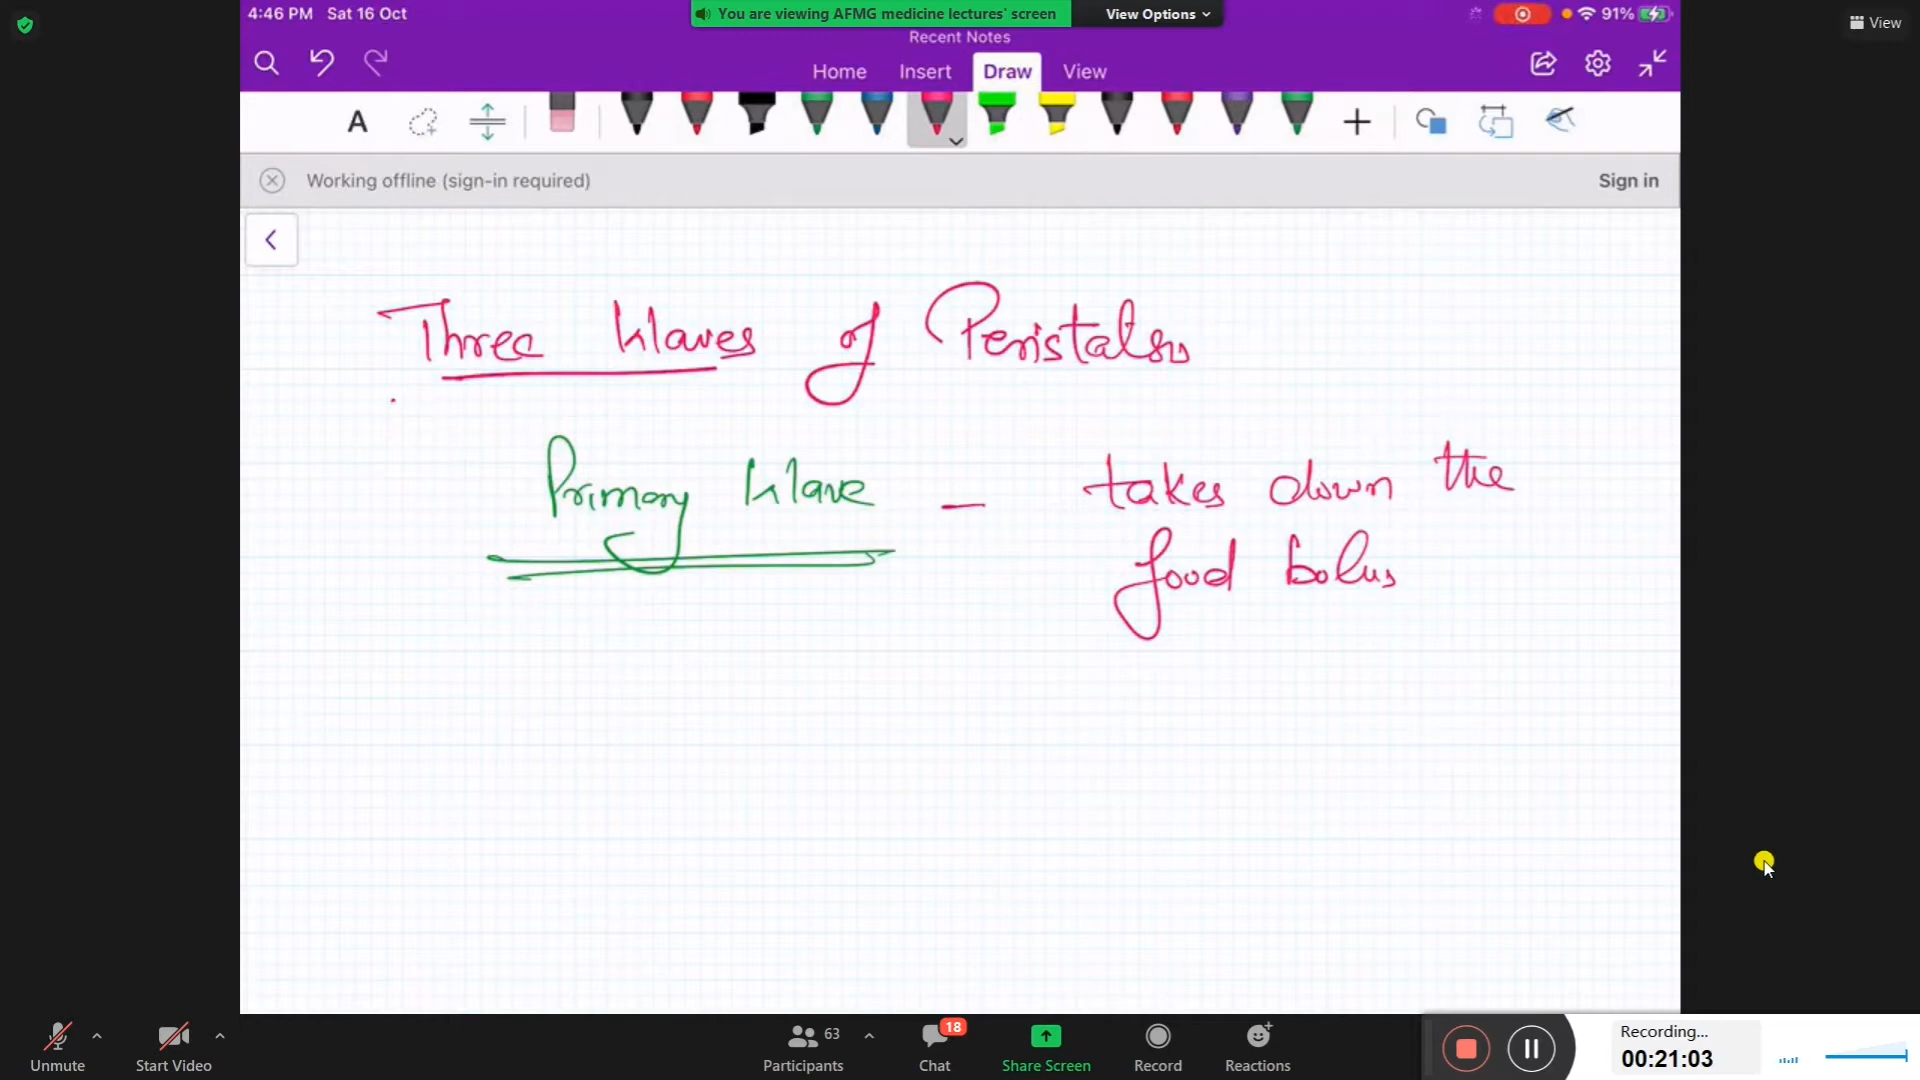 4:46 PM Sat 16 Oct
You are viewing AFMG medicine lectures' screen
View Options
91%
View
Recent Notes
Home Insert Draw View
A
Working offline (sign-in required)
Sign in
Three Waves of Peristalsis
Primary Wave - takes down the
food bolus
Unmute
Start Video
63
Participants
18
Chat
Share Screen
Record
Reactions
Recording...
00:21:03